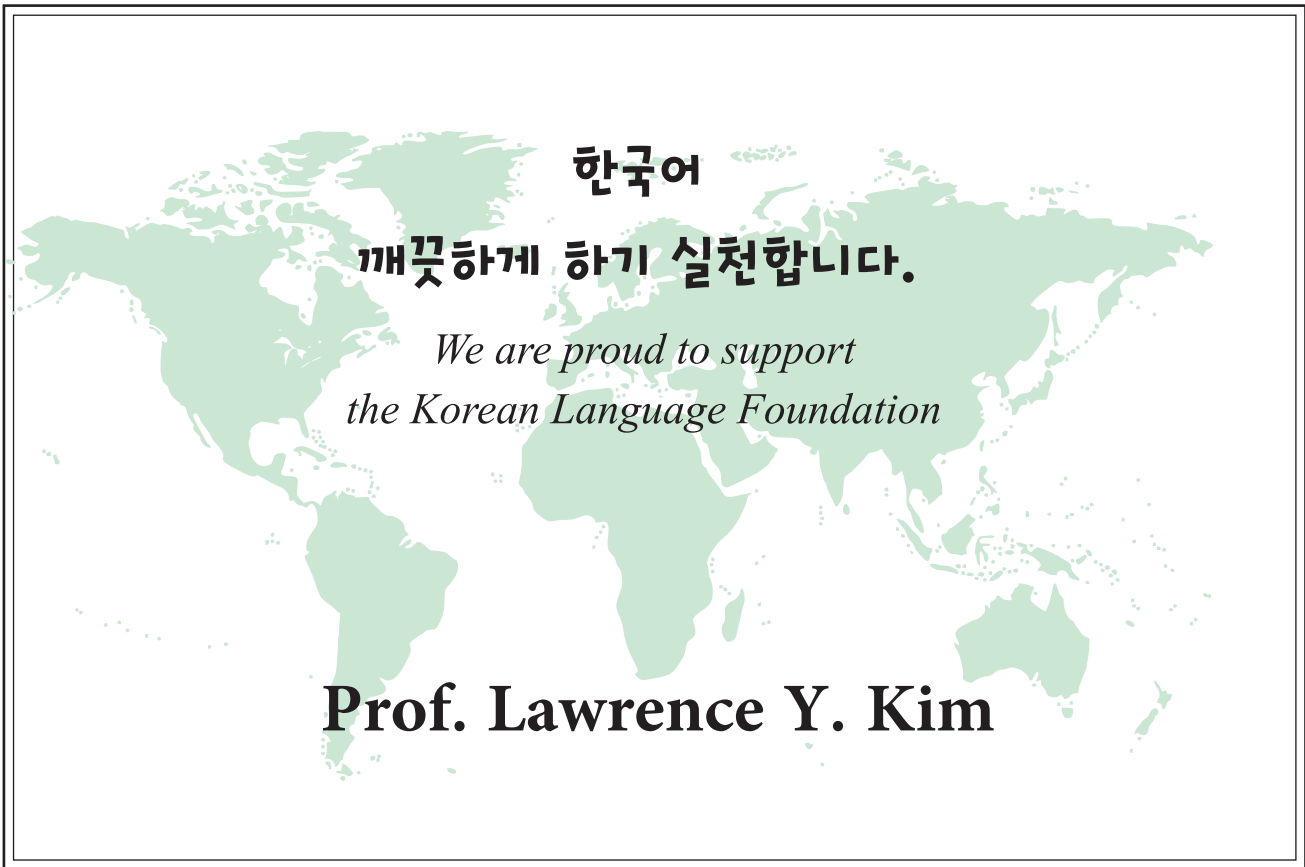 한국어
깨끗하게 하기 실천합니다.
We are proud to support
the Korean Language Foundation
Prof. Lawrence Y. Kim